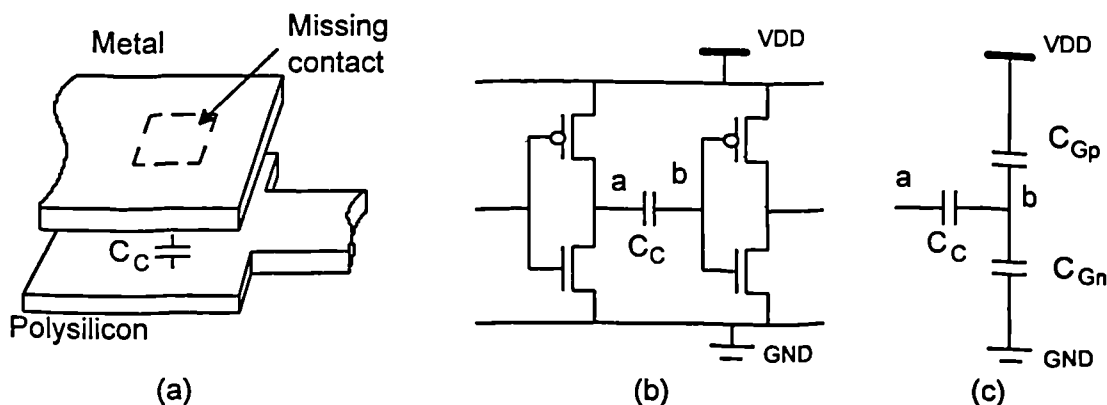 Metal
Missing
contact
C_C
Polysilicon
(a)
VDD
a
b
C_C
GND
(b)
VDD
C_Gp
a
b
C_C
C_Gn
GND
(c)